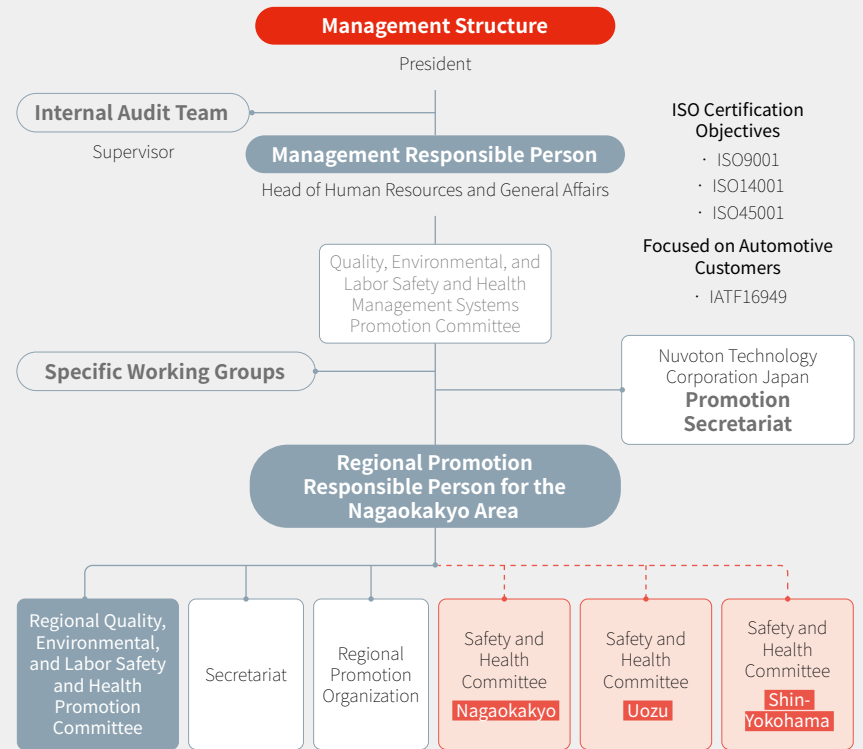 Management Structure
President
Internal Audit Team
Supervisor
Management Responsible Person
Head of Human Resources and General Affairs
ISO Certification
Objectives
· ISO9001
· ISO14001
· ISO45001
Focused on Automotive
Customers
· IATF16949
Quality, Environmental, and
Labor Safety and Health
Management Systems
Promotion Committee
Specific Working Groups
Nuvoton Technology
Corporation Japan
Promotion
Secretariat
Regional Promotion
Responsible Person for the
Nagaokakyo Area
Regional Quality,
Environmental,
and Labor Safety
and Health
Promotion
Committee
Secretariat
Regional
Promotion
Organization
Safety and
Health
Committee
Nagaokakyo
Safety and
Health
Committee
Uozu
Safety and
Health
Committee
Shin-
Yokohama